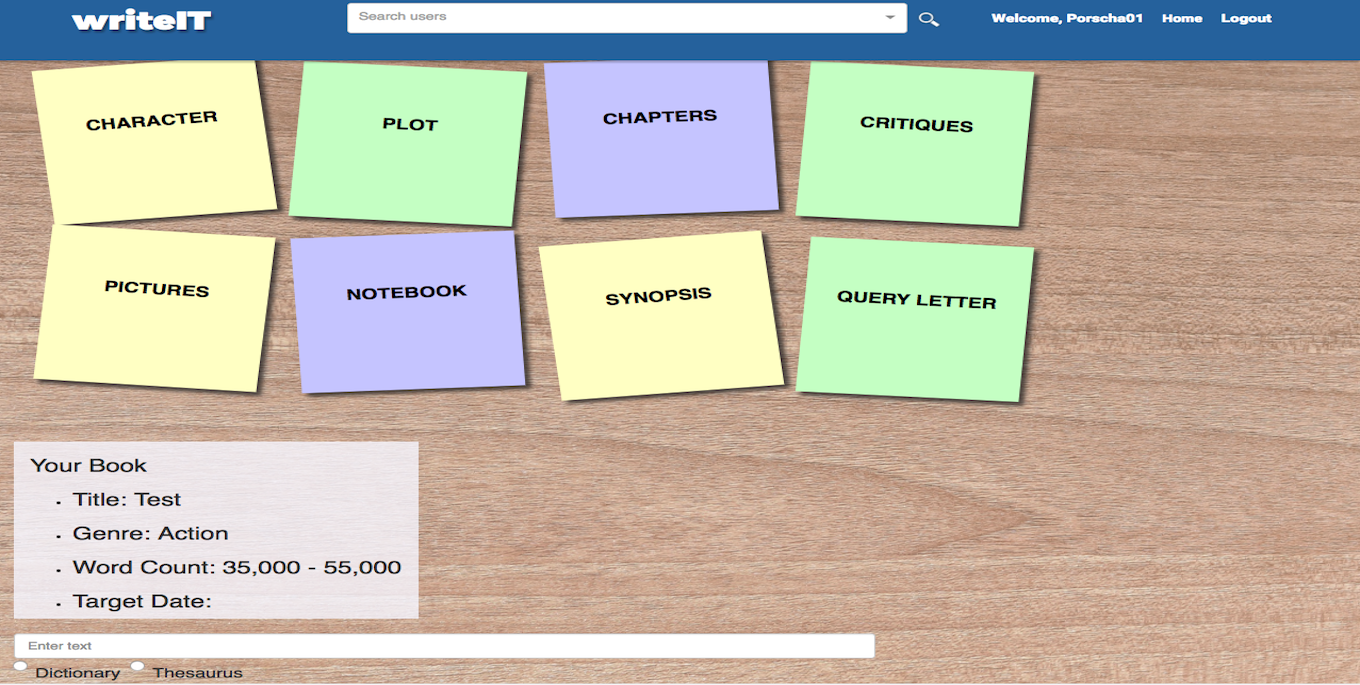 writeIT
Search users
Welcome, Porscha01 Home Logout
CHARACTER
PLOT
CHAPTERS
CRITIQUES
PICTURES
NOTEBOOK
SYNOPSIS
QUERY LETTER
Your Book
Title: Test
Genre: Action
Word Count: 35,000 - 55,000
Target Date:
Enter text
Dictionary Thesaurus